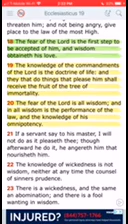 Ecclesiasticus 19
threaten him; and not being angry, give
place to the law of the most High.
18 The fear of the Lord is the first step to
be accepted of him, and wisdom
obtaineth his love.
19 The knowledge of the commandments
of the Lord is the doctrine of life: and
they that do things that please him shall
receive the fruit of the tree of
immortality.
20 The fear of the Lord is all wisdom; and
in all wisdom is the performance of the
law, and the knowledge of his
omnipotency.
21 If a servant say to his master, I will
not do as it pleaseth thee; though
afterward he do it, he angereth him that
nourisheth him.
22 The knowledge of wickedness is not
wisdom, neither at any time the counsel
of sinners prudence.
23 There is a wickedness, and the same
an abomination; and there is a fool
wanting in wisdom.